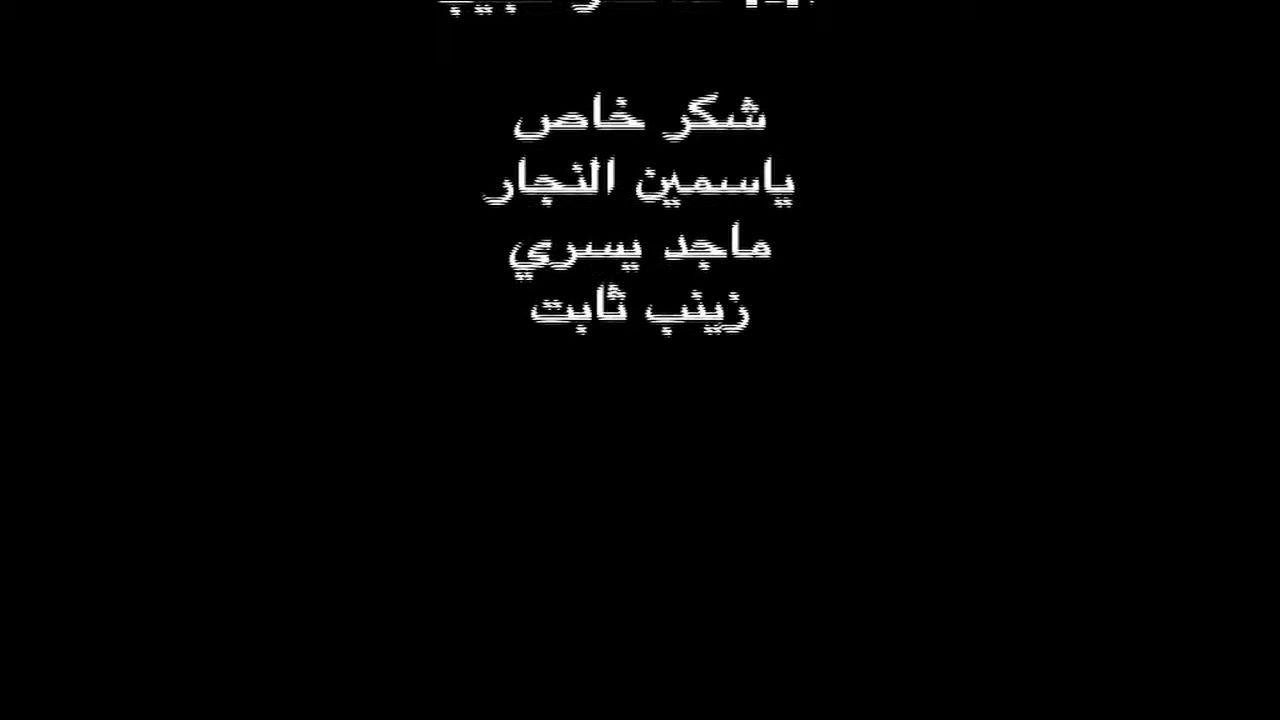 شكر خاص
ياسمين النجار
ماجد يسري
زينب ثابت